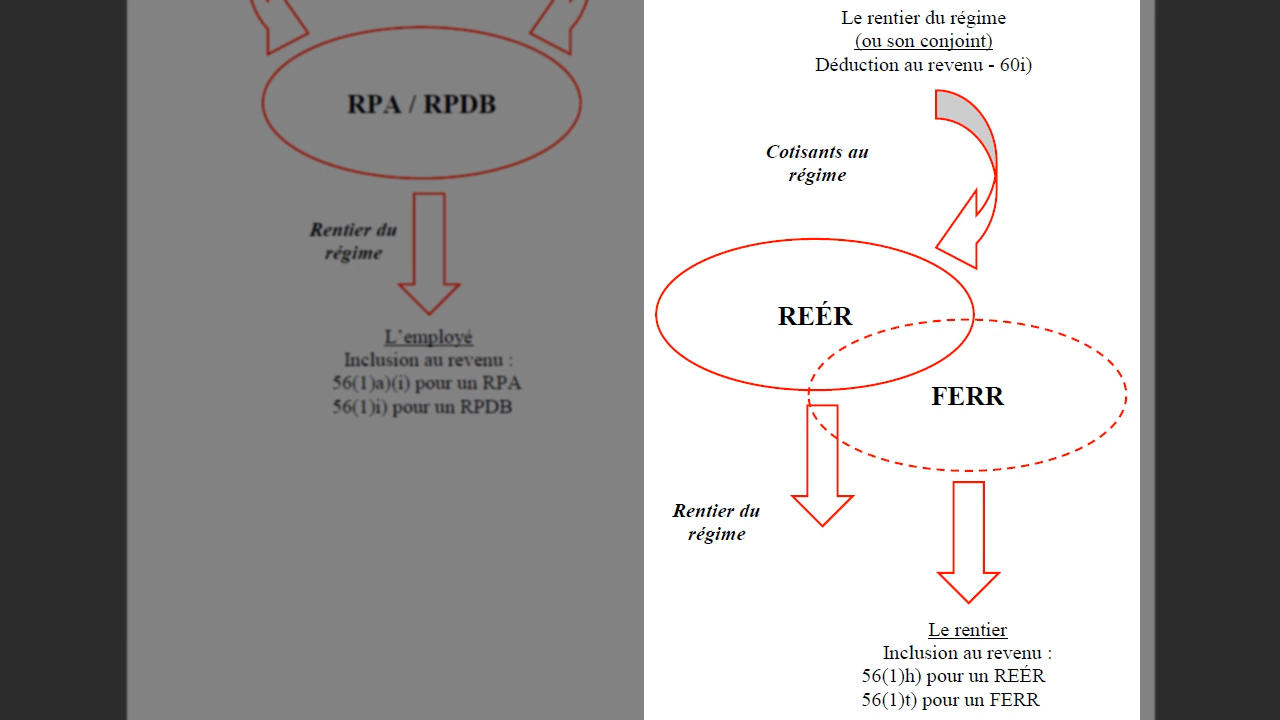 RPA / RPDB
Rentier du
régime
L'employé
Inclusion au revenu :
56(1)a)(i) pour un RPA
56(1)i) pour un RPDB
Le rentier du régime
(ou son conjoint)
Déduction au revenu - 60i)
Cotisants au
régime
REÉR
FERR
Rentier du
régime
Le rentier
Inclusion au revenu :
56(1)h) pour un REÉR
56(1)t) pour un FERR